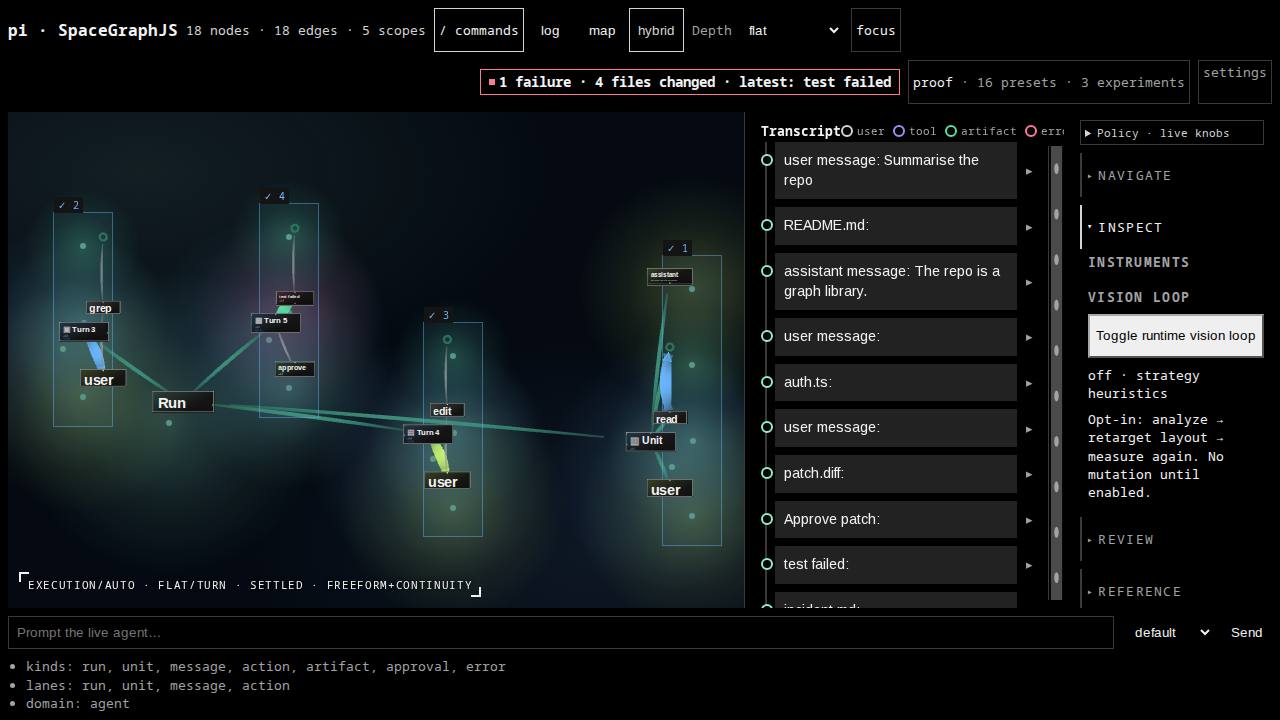 pi · SpaceGraphJS 18 nodes · 18 edges · 5 scopes / commands log map hybrid Depth flat focus
1 failure · 4 files changed · latest: test failed proof · 16 presets · 3 experiments settings
✓ 2
grep
Turn 3
user
✓ 4
test failed
Turn 5
approve
Run
✓ 3
edit
Turn 4
user
✓ 1
assistant
read
Unit
user
EXECUTION/AUTO · FLAT/TURN · SETTLED · FREEFORM+CONTINUITY
Transcript user tool artifact erro
user message: Summarise the
repo
README.md:
assistant message: The repo is a
graph library.
user message:
auth.ts:
user message:
patch.diff:
Approve patch:
test failed:
incident.md:
▶ Policy · live knobs
▸ NAVIGATE
▾ INSPECT
INSTRUMENTS
VISION LOOP
Toggle runtime vision loop
off · strategy
heuristics
Opt-in: analyze →
retarget layout →
measure again. No
mutation until
enabled.
▸ REVIEW
▸ REFERENCE
Prompt the live agent…
default
Send
• kinds: run, unit, message, action, artifact, approval, error
• lanes: run, unit, message, action
• domain: agent